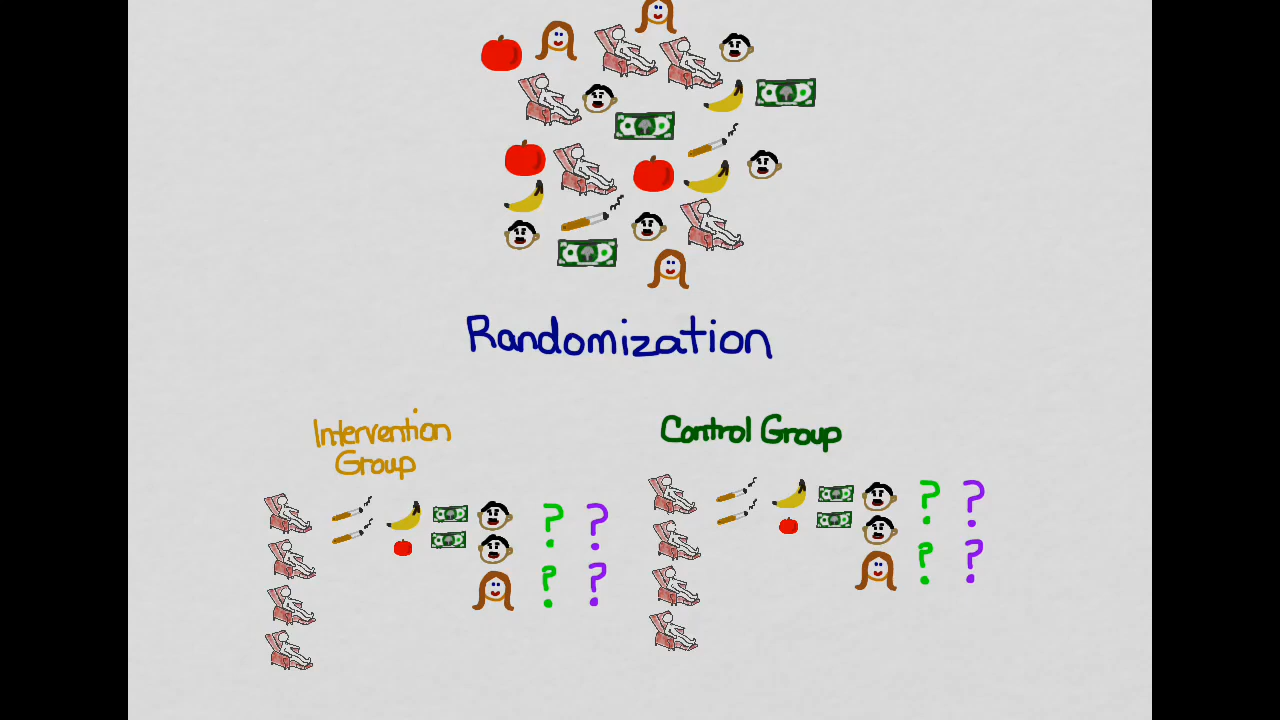 Randomization
Intervention
Group
Control Group
? ?
? ?
? ?
? ?